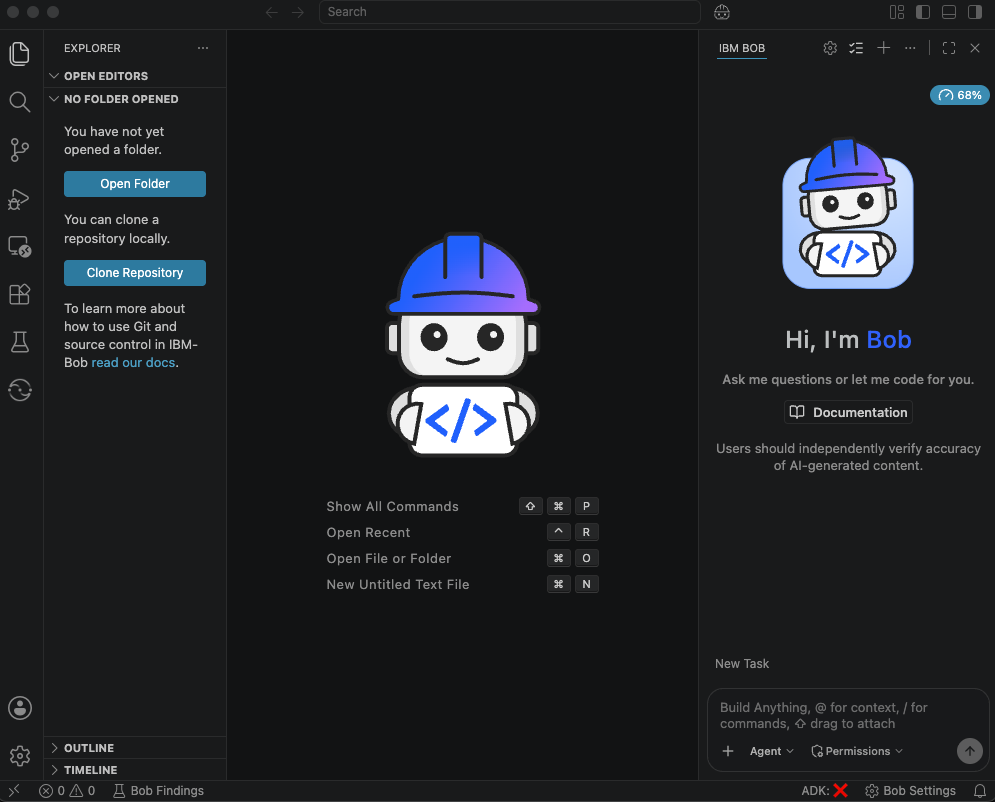 Search
EXPLORER
OPEN EDITORS
NO FOLDER OPENED
You have not yet
opened a folder.
Open Folder
You can clone a
repository locally.
Clone Repository
To learn more about
how to use Git and
source control in IBM-
Bob read our docs.
OUTLINE
TIMELINE
</>
Show All Commands ⇧ ⌘ P
Open Recent ^ R
Open File or Folder ⌘ O
New Untitled Text File ⌘ N
IBM BOB
68%
</>
Hi, I'm Bob
Ask me questions or let me code for you.
Documentation
Users should independently verify accuracy
of AI-generated content.
New Task
Build Anything, @ for context, / for
commands, ⇧ drag to attach
Agent
Permissions
0 0 Bob Findings
ADK: ❌ Bob Settings